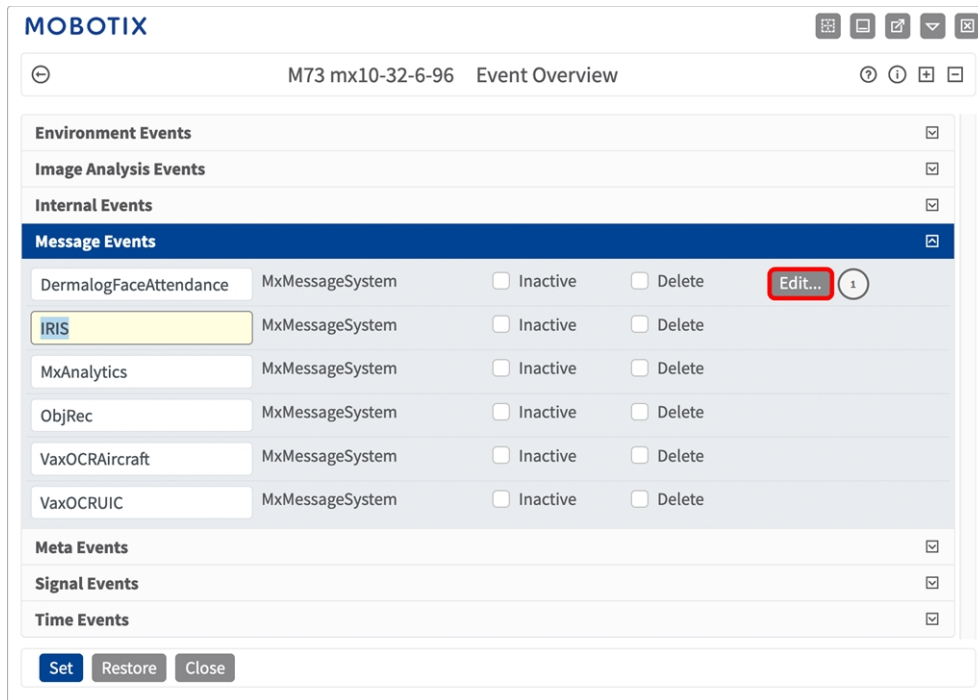 MOBOTIX
M73 mx10-32-6-96 Event Overview
Environment Events
Image Analysis Events
Internal Events
Message Events
DermalogFaceAttendance MxMessageSystem Inactive Delete Edit... 1
IRIS MxMessageSystem Inactive Delete
MxAnalytics MxMessageSystem Inactive Delete
ObjRec MxMessageSystem Inactive Delete
VaxOCRAircraft MxMessageSystem Inactive Delete
VaxOCRUIC MxMessageSystem Inactive Delete
Meta Events
Signal Events
Time Events
Set Restore Close